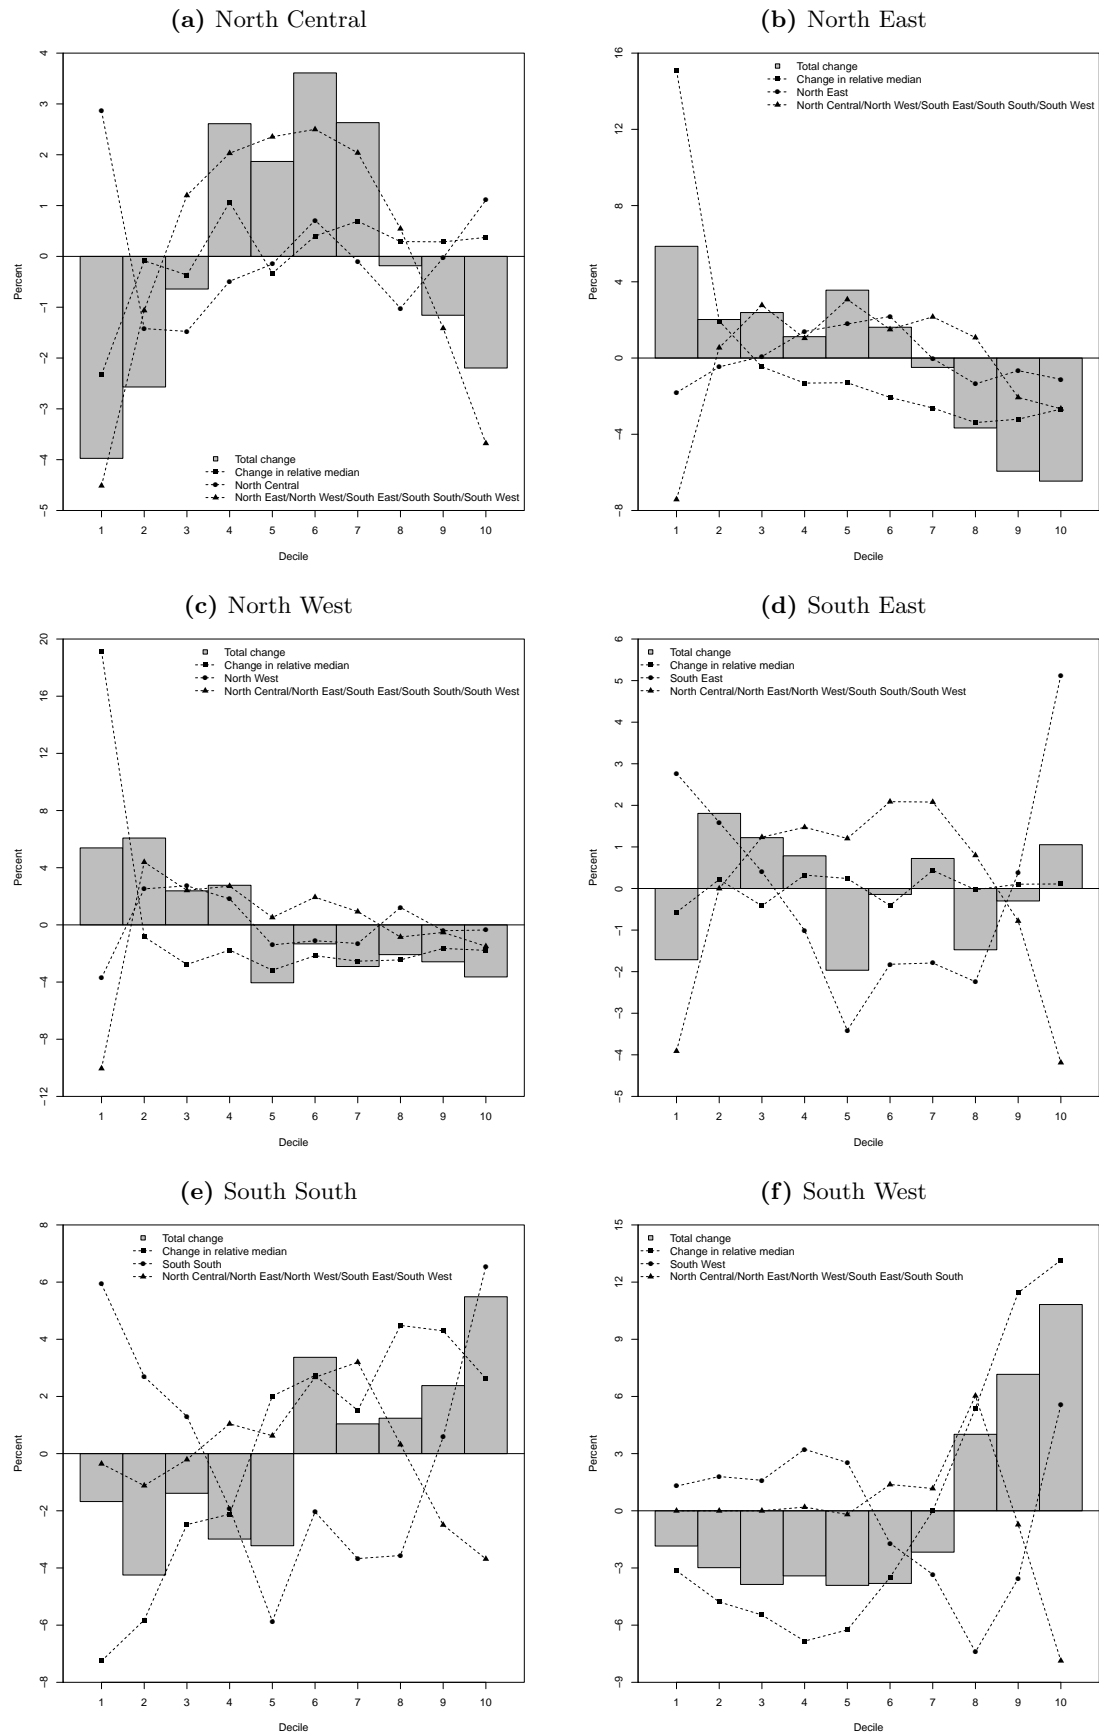 (a) North Central
Percent
4
3
2
1
0
−1
−2
−3
−4
−5
Total change
Change in relative median
North Central
North East/North West/South East/South South/South West
1 2 3 4 5 6 7 8 9 10
Decile
(b) North East
Percent
16
12
8
4
0
−4
−8
Total change
Change in relative median
North East
North Central/North West/South East/South South/South West
1 2 3 4 5 6 7 8 9 10
Decile
(c) North West
Percent
20
16
12
8
4
0
−4
−8
−12
Total change
Change in relative median
North West
North Central/North East/South East/South South/South West
1 2 3 4 5 6 7 8 9 10
Decile
(d) South East
Percent
6
5
4
3
2
1
0
−1
−2
−3
−4
−5
Total change
Change in relative median
South East
North Central/North East/North West/South South/South West
1 2 3 4 5 6 7 8 9 10
Decile
(e) South South
Percent
8
6
4
2
0
−2
−4
−6
−8
Total change
Change in relative median
South South
North Central/North East/North West/South East/South West
1 2 3 4 5 6 7 8 9 10
Decile
(f) South West
Percent
15
12
9
6
3
0
−3
−6
−9
Total change
Change in relative median
South West
North Central/North East/North West/South East/South South
1 2 3 4 5 6 7 8 9 10
Decile